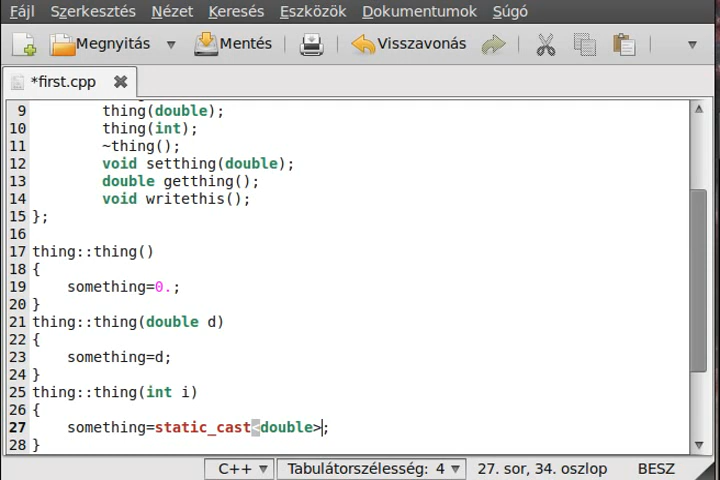 Fájl Szerkesztés Nézet Keresés Eszközök Dokumentumok Súgó
Megnyitás Mentés Visszavonás
*first.cpp
9 thing(double);
10 thing(int);
11 ~thing();
12 void setthing(double);
13 double getthing();
14 void writethis();
15 };
16
17 thing::thing()
18 {
19 something=0.;
20 }
21 thing::thing(double d)
22 {
23 something=d;
24 }
25 thing::thing(int i)
26 {
27 something=static_cast<double>;
28 }
C++ Tabulátorszélesség: 4 27. sor, 34. oszlop BESZ